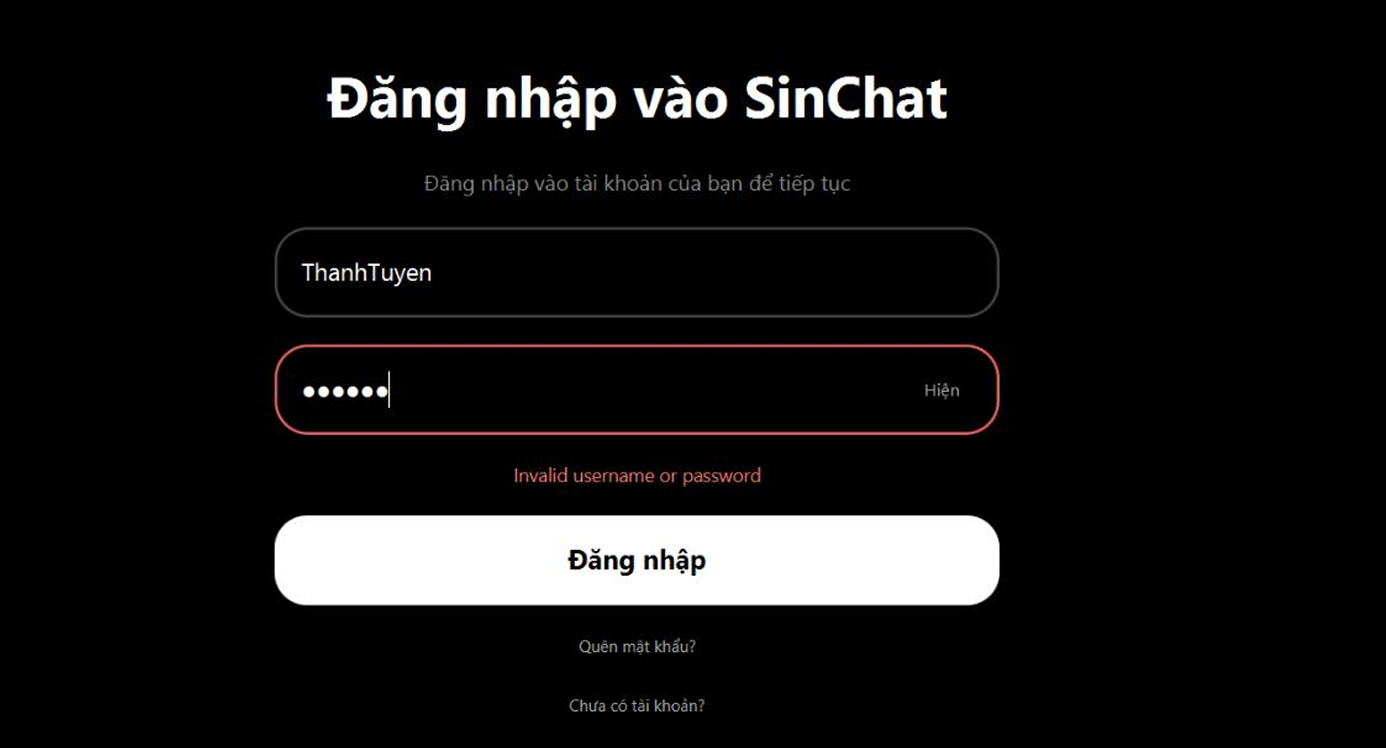 Đăng nhập vào SinChat
Đăng nhập vào tài khoản của bạn để tiếp tục
ThanhTuyen
●●●●●●
Hiện
Invalid username or password
Đăng nhập
Quên mật khẩu?
Chưa có tài khoản?